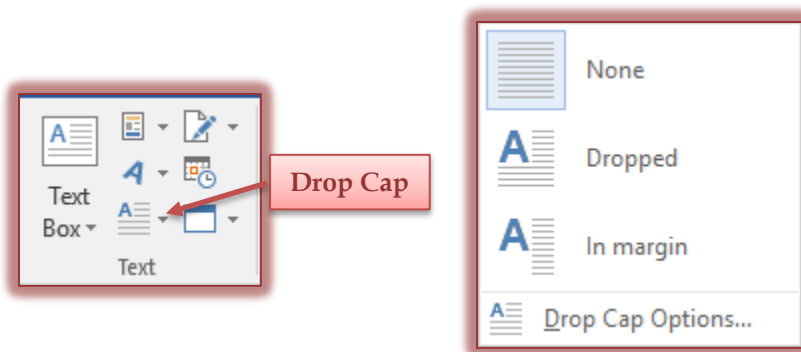 Text
Box
Text
Drop Cap
None
Dropped
In margin
Drop Cap Options...